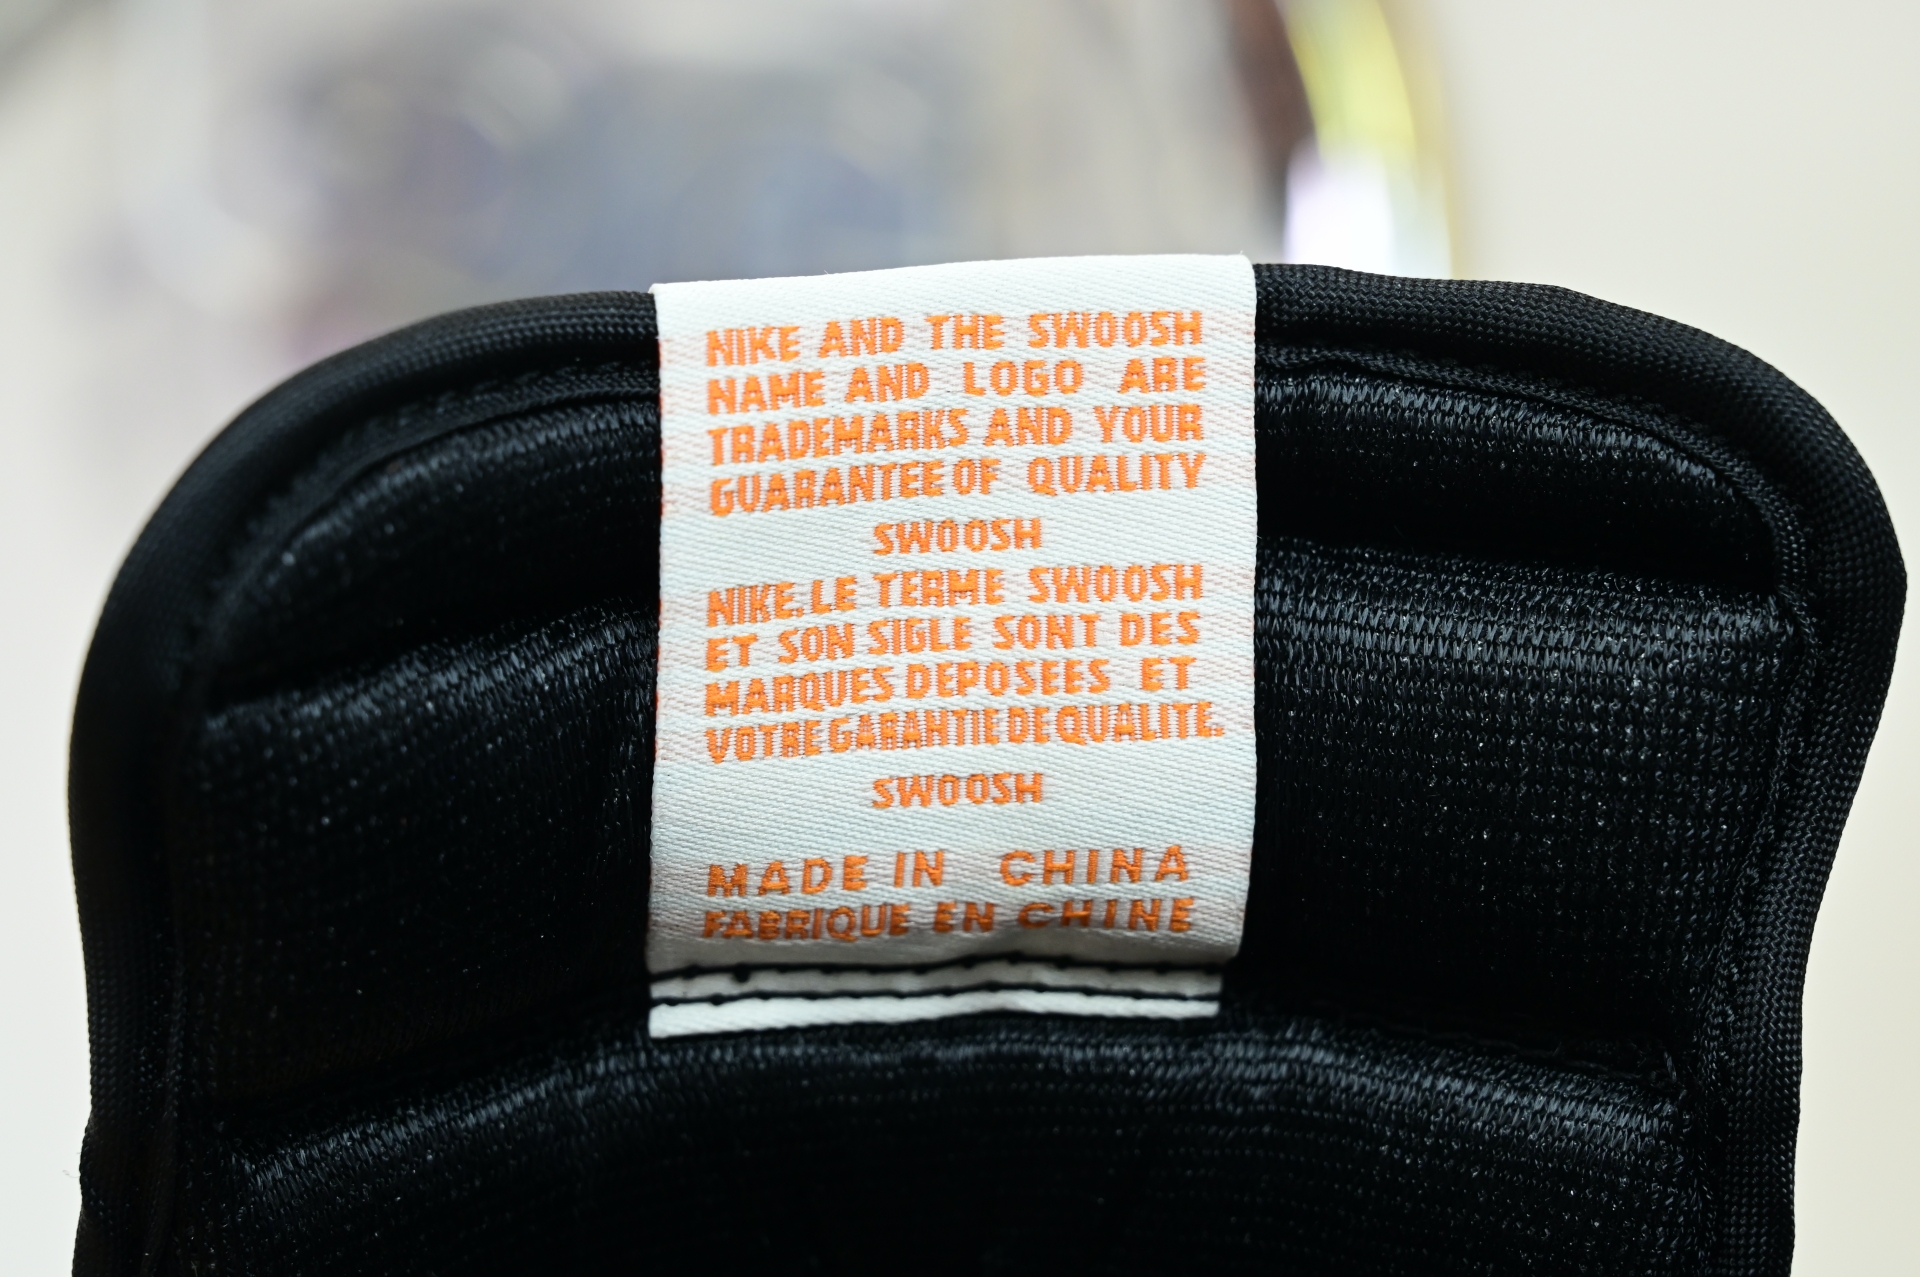 NIKE AND THE SWOOSH
NAME AND LOGO ARE
TRADEMARKS AND YOUR
GUARANTEE OF QUALITY
SWOOSH
NIKE.LE TERME SWOOSH
ET SON SIGLE SONT DES
MARQUES DEPOSEES ET
VOTRE GARAHTIE DE QUALITE.
SWOOSH
MADE IN CHINA
FABRIQUE EN CHINE